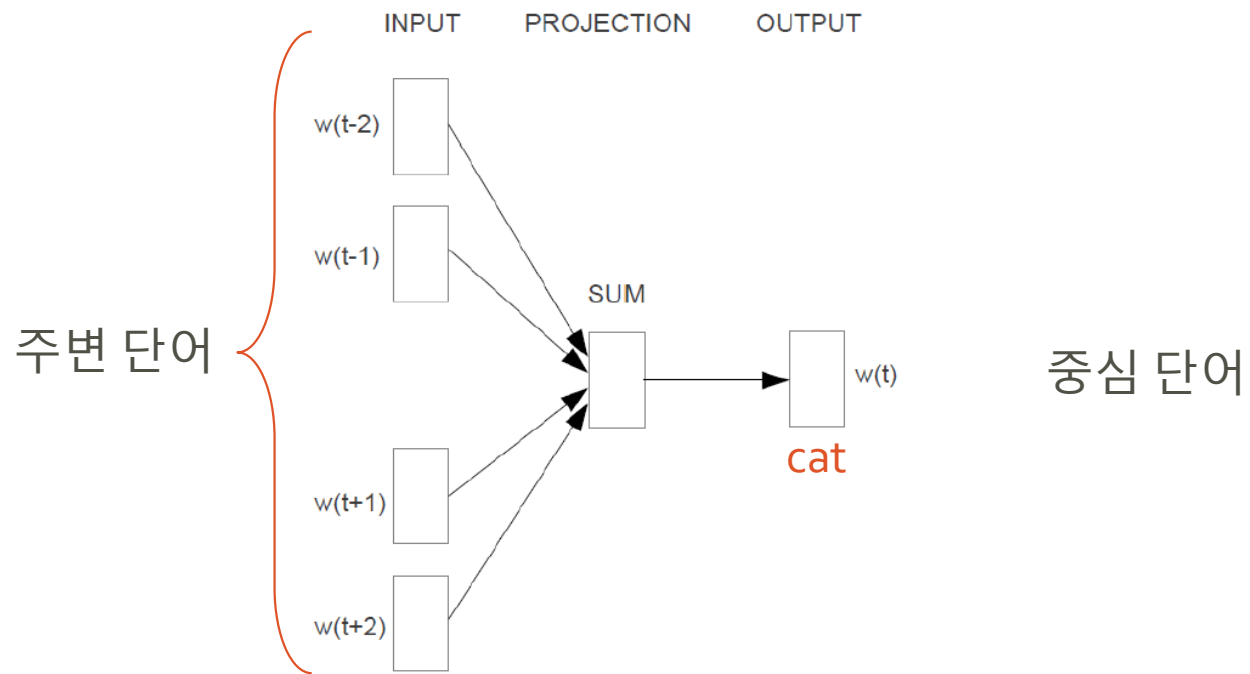 INPUT PROJECTION OUTPUT
w(t-2)
w(t-1)
SUM
주변 단어
w(t)
중심 단어
cat
w(t+1)
w(t+2)